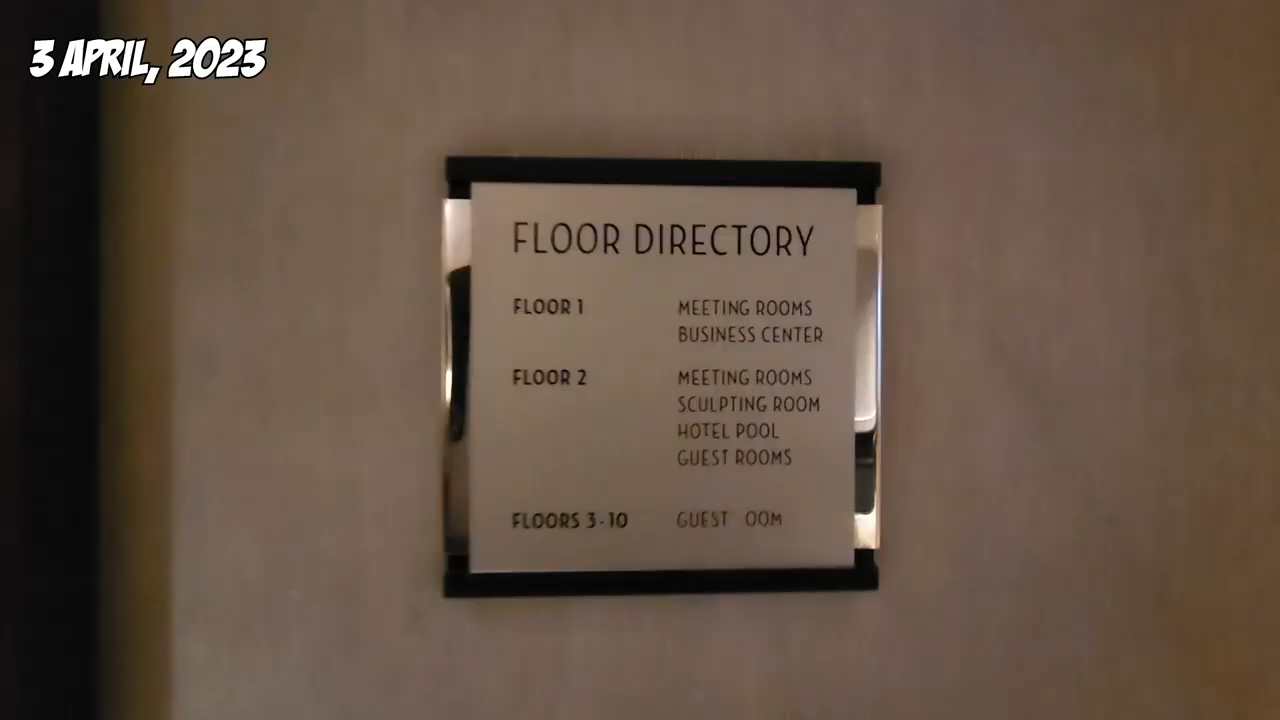 3 APRIL, 2023
FLOOR DIRECTORY
FLOOR 1 MEETING ROOMS
BUSINESS CENTER
FLOOR 2 MEETING ROOMS
SCULPTING ROOM
HOTEL POOL
GUEST ROOMS
FLOORS 3-10 GUEST OOM